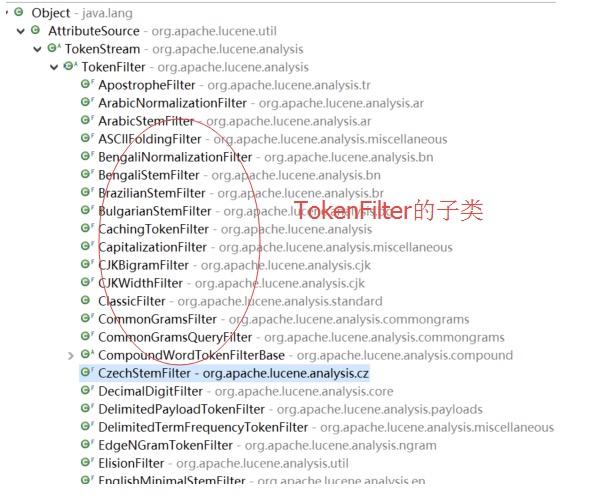 Object - java.lang
AttributeSource - org.apache.lucene.util
TokenStream - org.apache.lucene.analysis
TokenFilter - org.apache.lucene.analysis
ApostropheFilter - org.apache.lucene.analysis.tr
ArabicNormalizationFilter - org.apache.lucene.analysis.ar
ArabicStemFilter - org.apache.lucene.analysis.ar
ASCIIFoldingFilter - org.apache.lucene.analysis.miscellaneous
BengaliNormalizationFilter - org.apache.lucene.analysis.bn
BengaliStemFilter - org.apache.lucene.analysis.bn
BrazilianStemFilter - org.apache.lucene.analysis.br
BulgarianStemFilter - org.apache.lucene.analysis.bg
TokenFilter的子类
CachingTokenFilter - org.apache.lucene.analysis
CapitalizationFilter - org.apache.lucene.analysis.miscellaneous
CJKBigramFilter - org.apache.lucene.analysis.cjk
CJKWidthFilter - org.apache.lucene.analysis.cjk
ClassicFilter - org.apache.lucene.analysis.standard
CommonGramsFilter - org.apache.lucene.analysis.commongrams
CommonGramsQueryFilter - org.apache.lucene.analysis.commongrams
CompoundWordTokenFilterBase - org.apache.lucene.analysis.compound
CzechStemFilter - org.apache.lucene.analysis.cz
DecimalDigitFilter - org.apache.lucene.analysis.core
DelimitedPayloadTokenFilter - org.apache.lucene.analysis.payloads
DelimitedTermFrequencyTokenFilter - org.apache.lucene.analysis.miscellaneous
EdgeNGramTokenFilter - org.apache.lucene.analysis.ngram
ElisionFilter - org.apache.lucene.analysis.util
EnglishMinimalStemFilter - org.apache.lucene.analysis.en